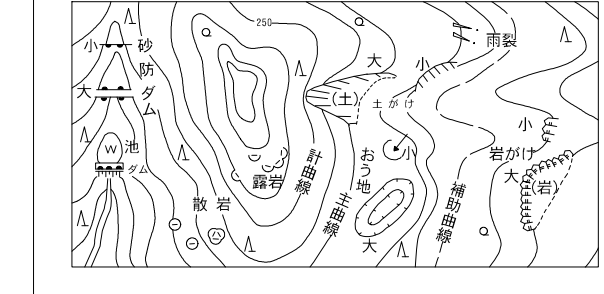 250
小 砂防ダム
大
W 池
ダム
大
(土)
土がけ
小
雨裂
小
おう地
大
計曲線
主曲線
補助曲線
露岩
散岩
ハ
小
岩がけ
大
(岩)